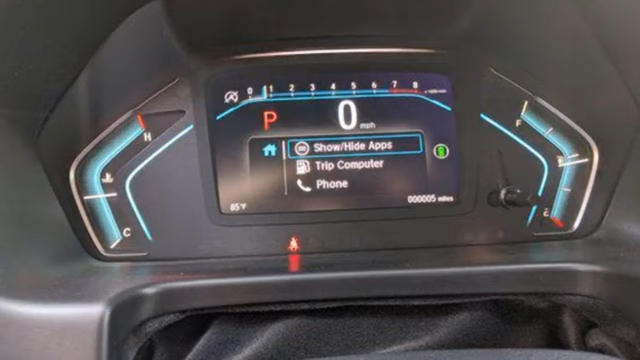 0 1 2 3 4 5 6 7 8
P 0 mph
H
F
Show/Hide Apps
Trip Computer
Phone
C
E
85°F
000005 miles